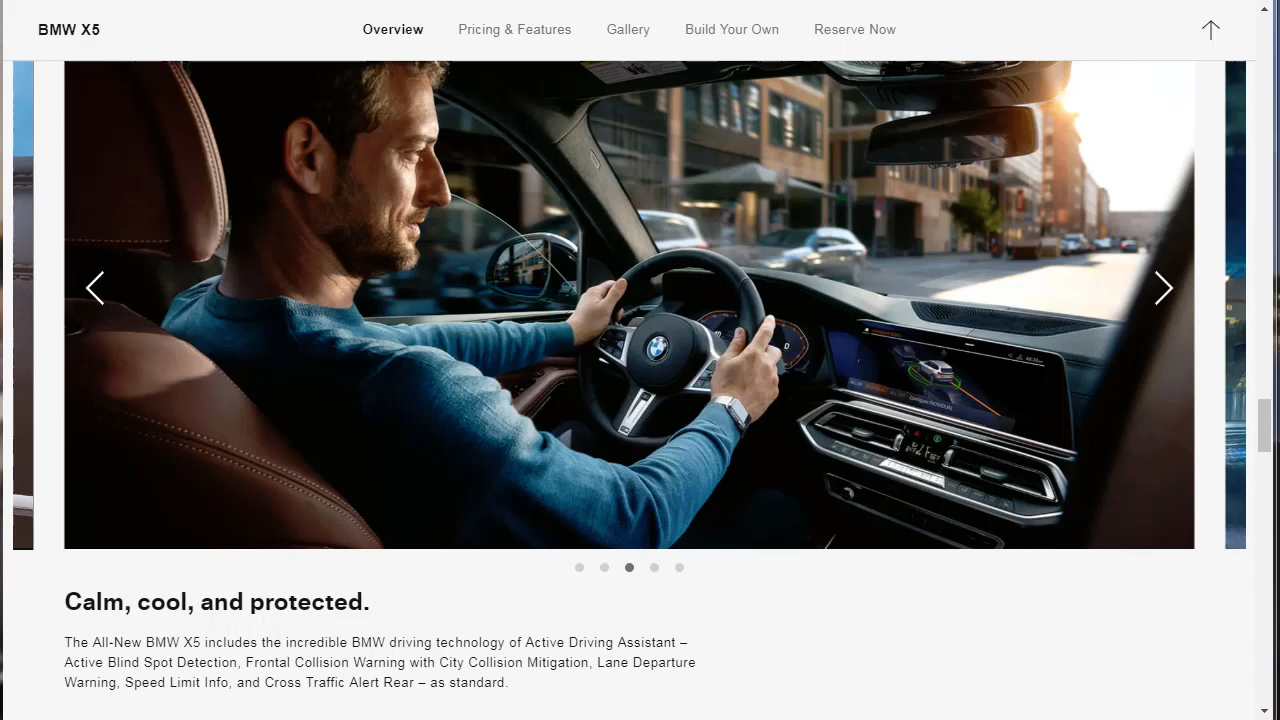 BMW X5
Overview
Pricing & Features
Gallery
Build Your Own
Reserve Now
Calm, cool, and protected.
The All-New BMW X5 includes the incredible BMW driving technology of Active Driving Assistant –
Active Blind Spot Detection, Frontal Collision Warning with City Collision Mitigation, Lane Departure
Warning, Speed Limit Info, and Cross Traffic Alert Rear – as standard.